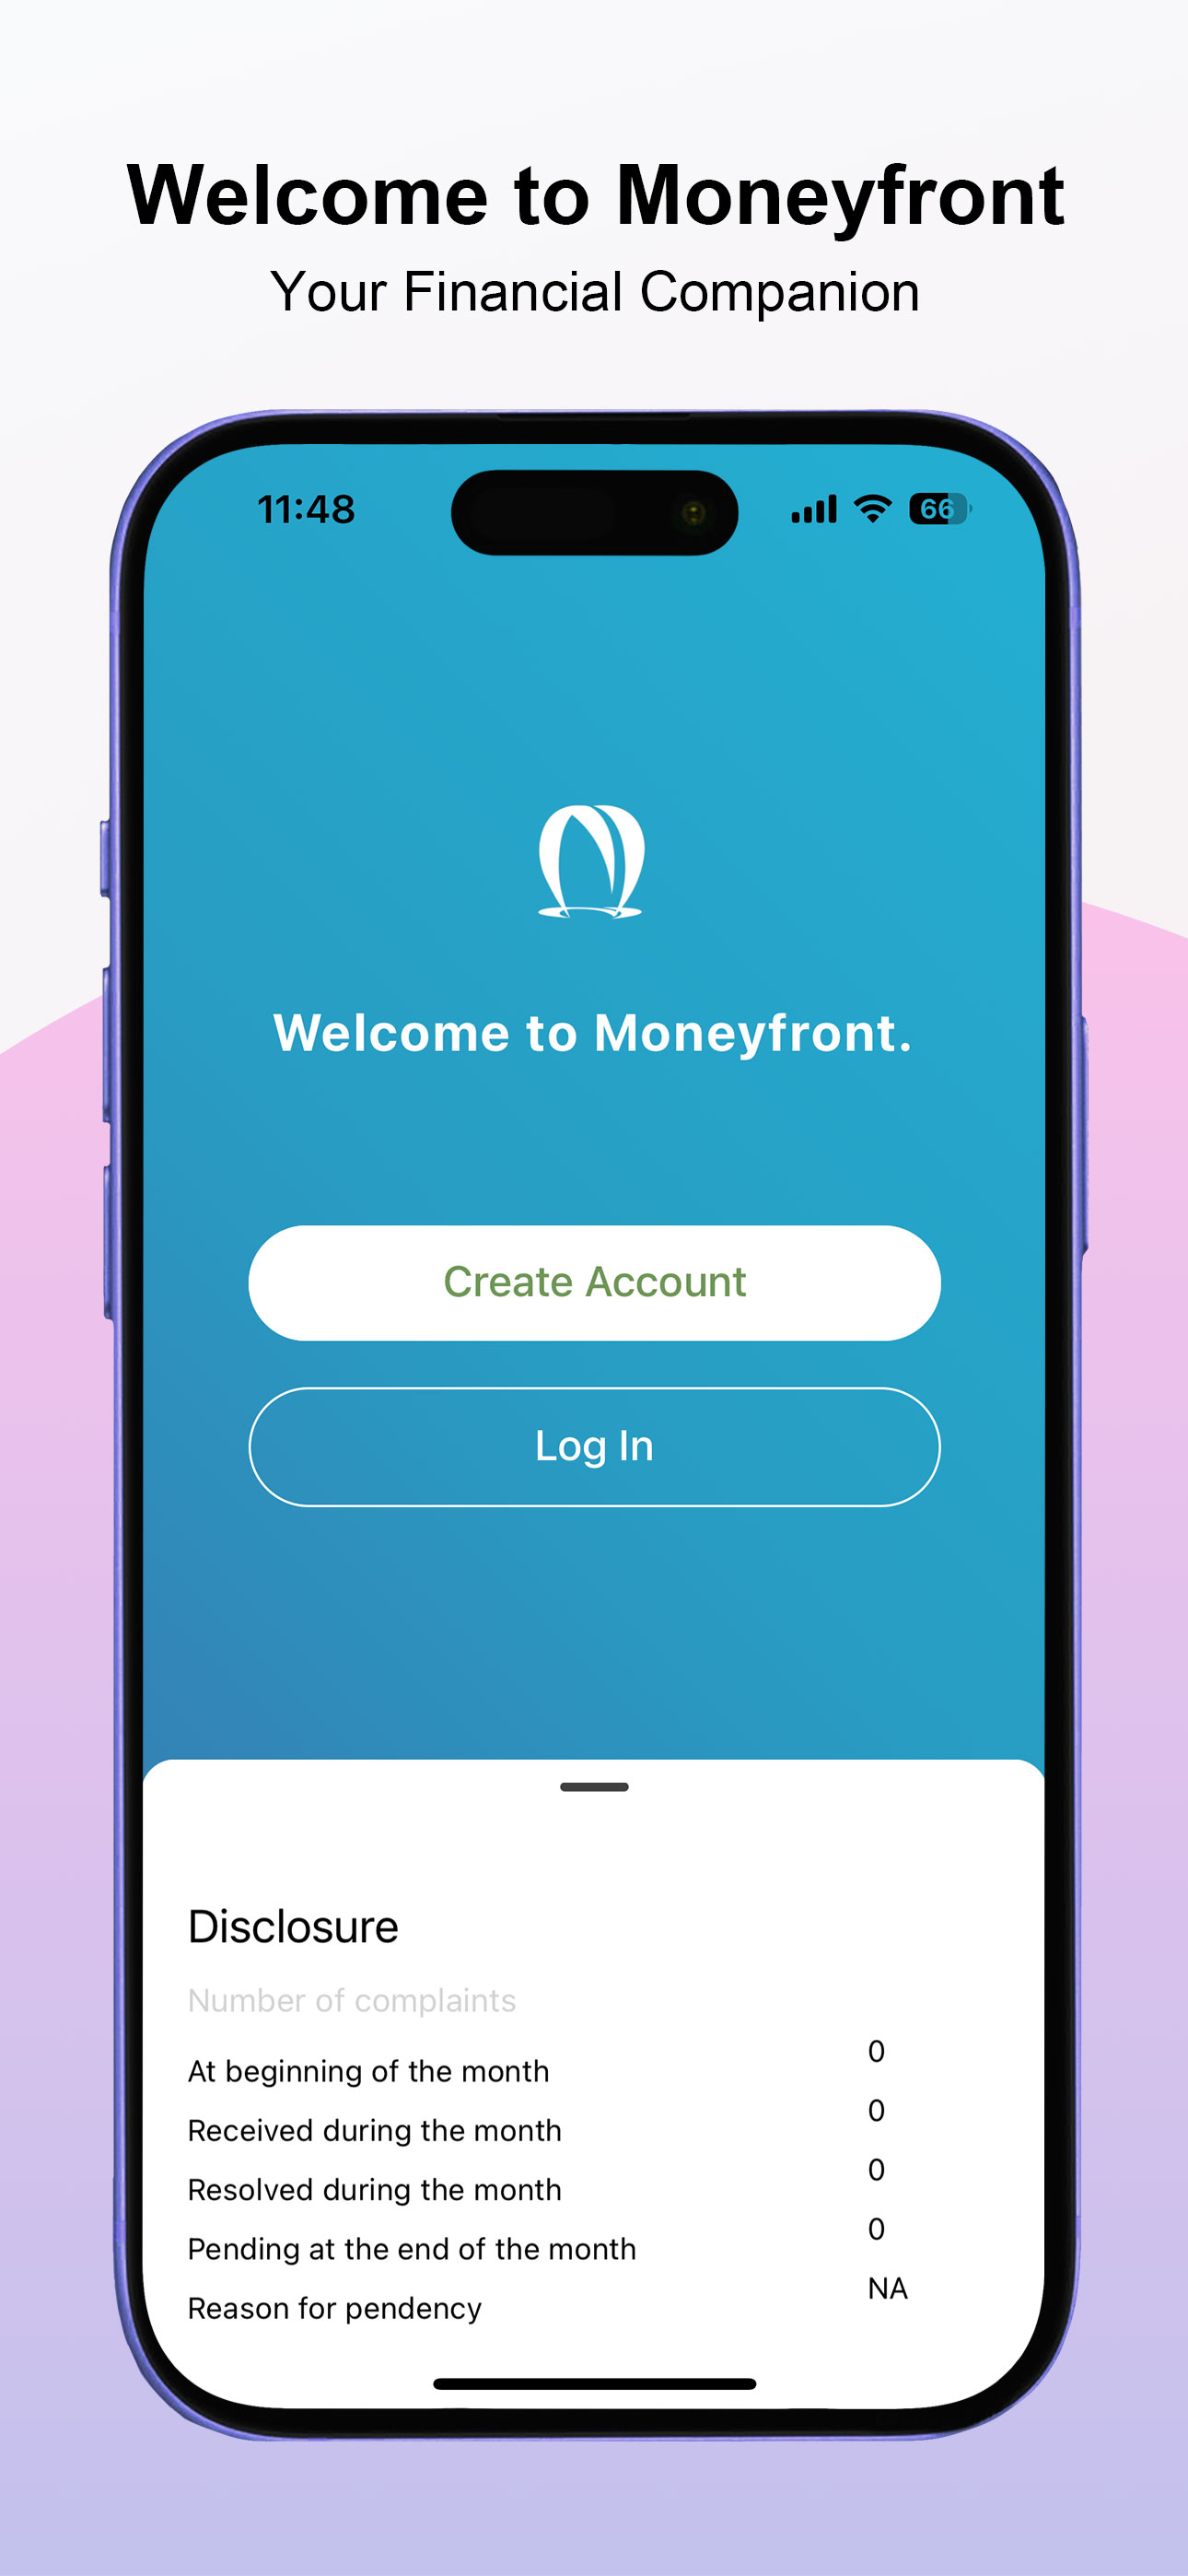 Welcome to Moneyfront
Your Financial Companion
11:48
66
Welcome to Moneyfront.
Create Account
Log In
Disclosure
Number of complaints
At beginning of the month 0
Received during the month 0
Resolved during the month 0
Pending at the end of the month 0
Reason for pendency NA